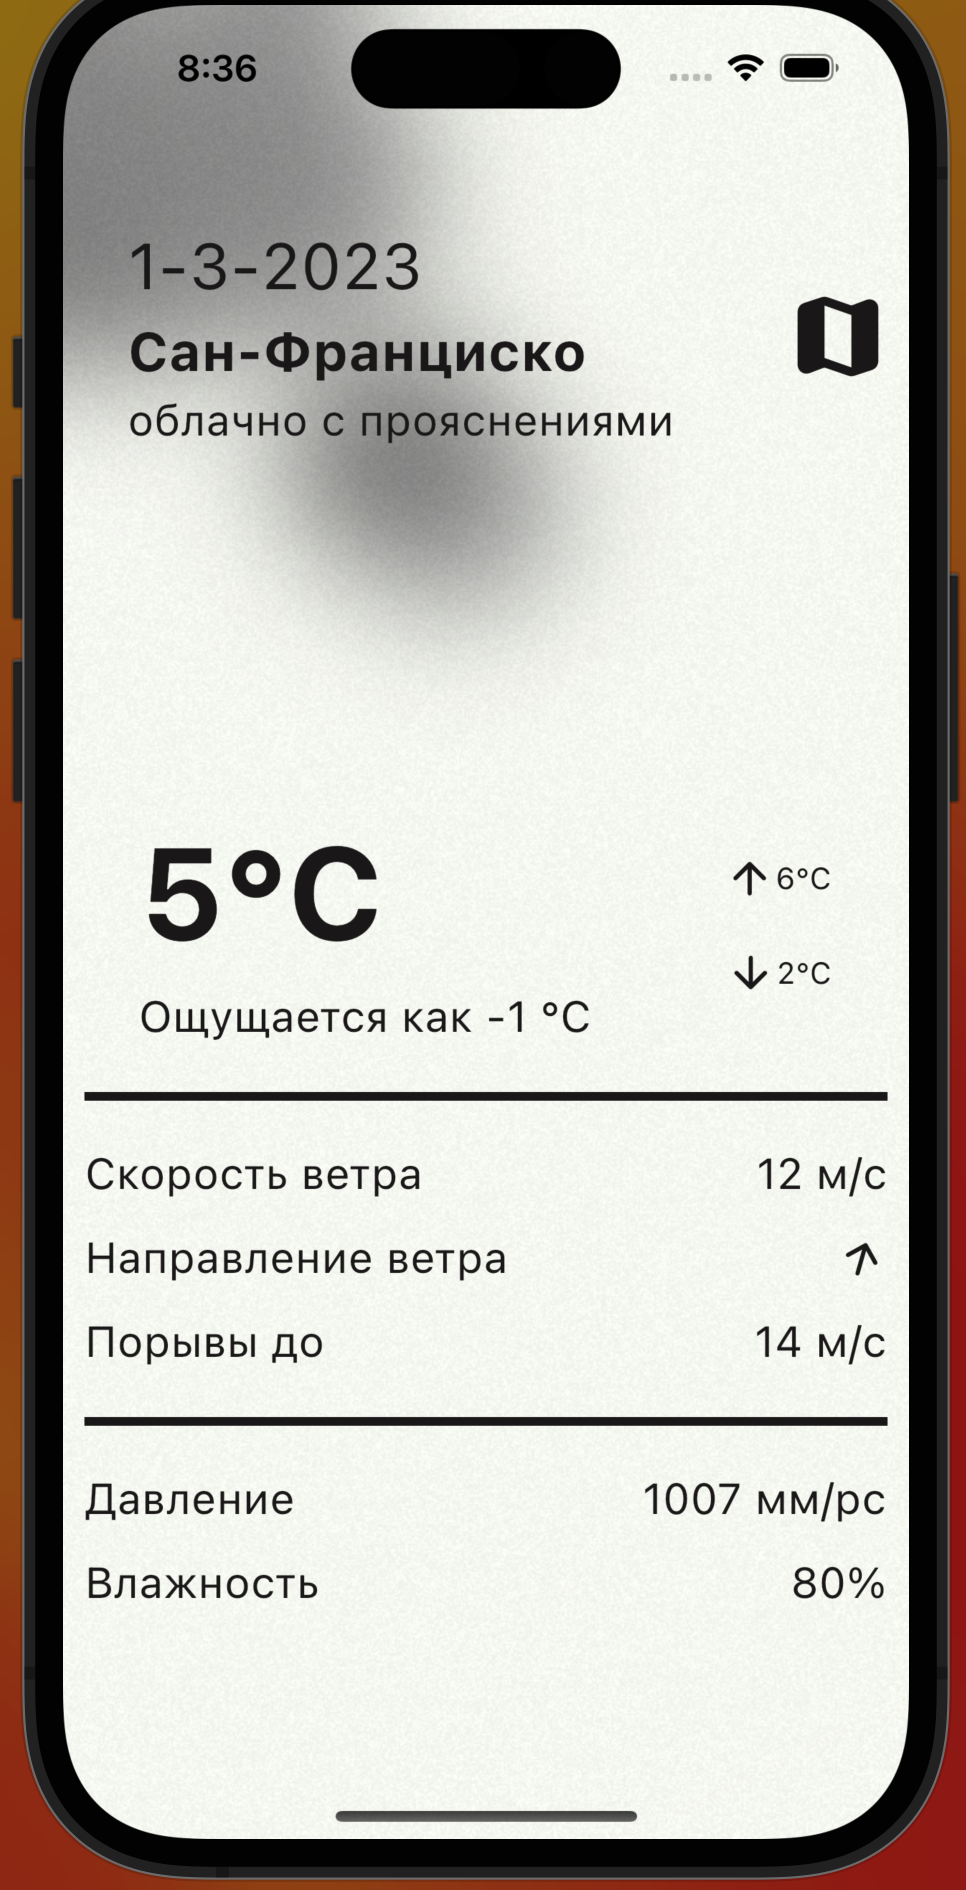 8:36
1-3-2023
Сан-Франциско
облачно с прояснениями
5°C
6°C
2°C
Ощущается как -1 °C
Скорость ветра 12 м/с
Направление ветра
Порывы до 14 м/с
Давление 1007 мм/рс
Влажность 80%